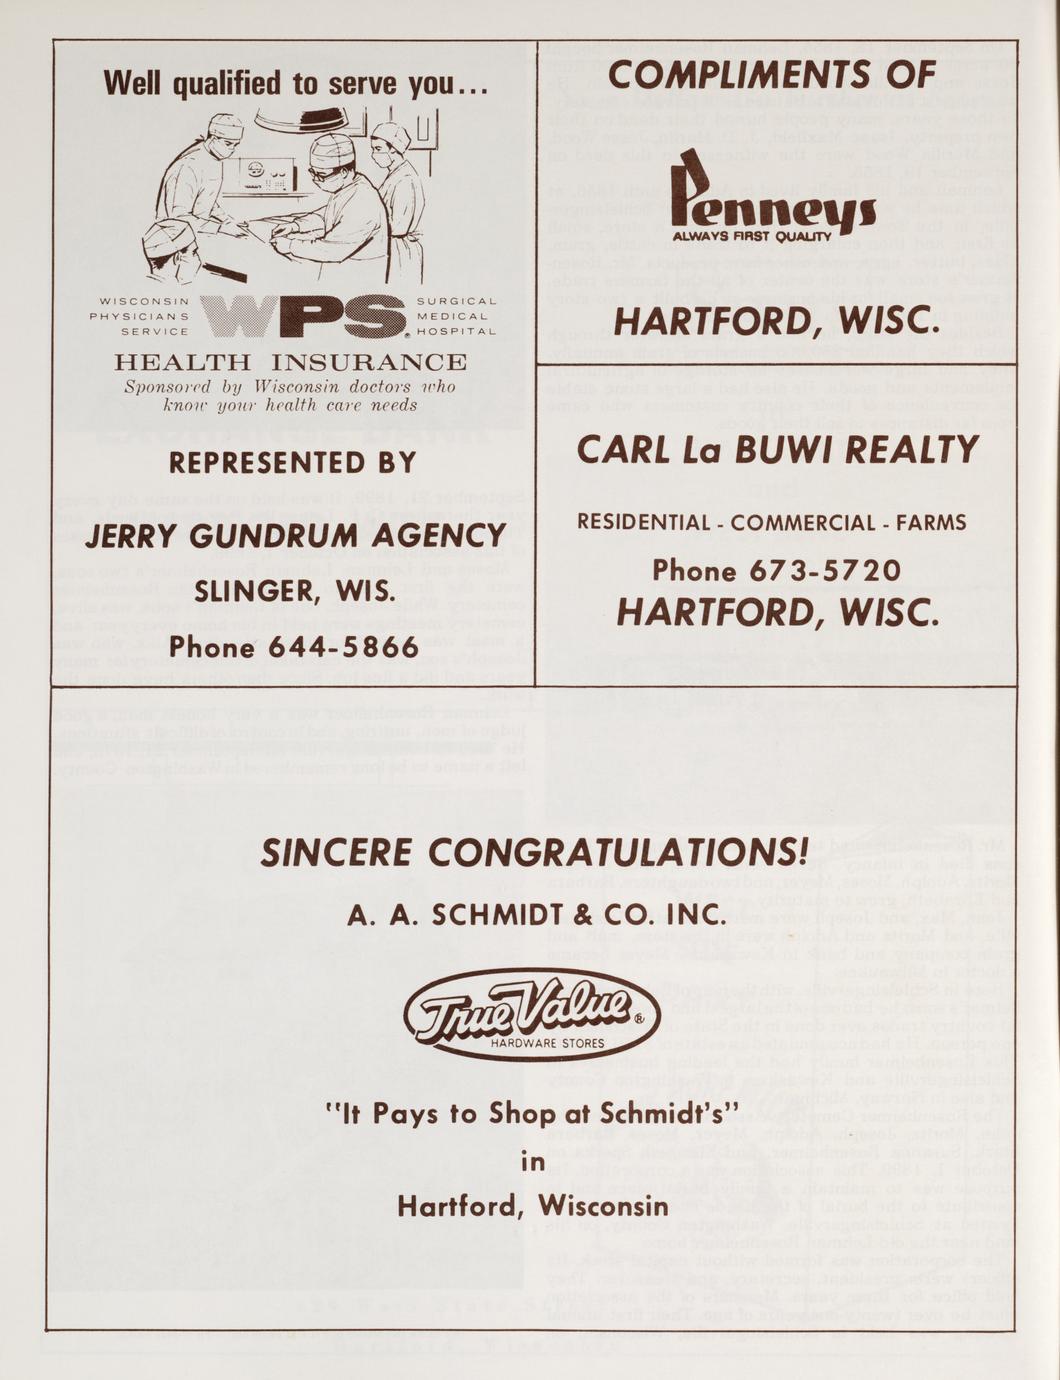 Well qualified to serve you...
WISCONSIN
PHYSICIANS
SERVICE
WPS®
SURGICAL
MEDICAL
HOSPITAL
HEALTH INSURANCE
Sponsored by Wisconsin doctors who
know your health care needs
REPRESENTED BY
JERRY GUNDRUM AGENCY
SLINGER, WIS.
Phone 644-5866
COMPLIMENTS OF
Penneys
ALWAYS FIRST QUALITY
HARTFORD, WISC.
CARL La BUWI REALTY
RESIDENTIAL - COMMERCIAL - FARMS
Phone 673-5720
HARTFORD, WISC.
SINCERE CONGRATULATIONS!
A. A. SCHMIDT & CO. INC.
True Value®
HARDWARE STORES
"It Pays to Shop at Schmidt's"
in
Hartford, Wisconsin